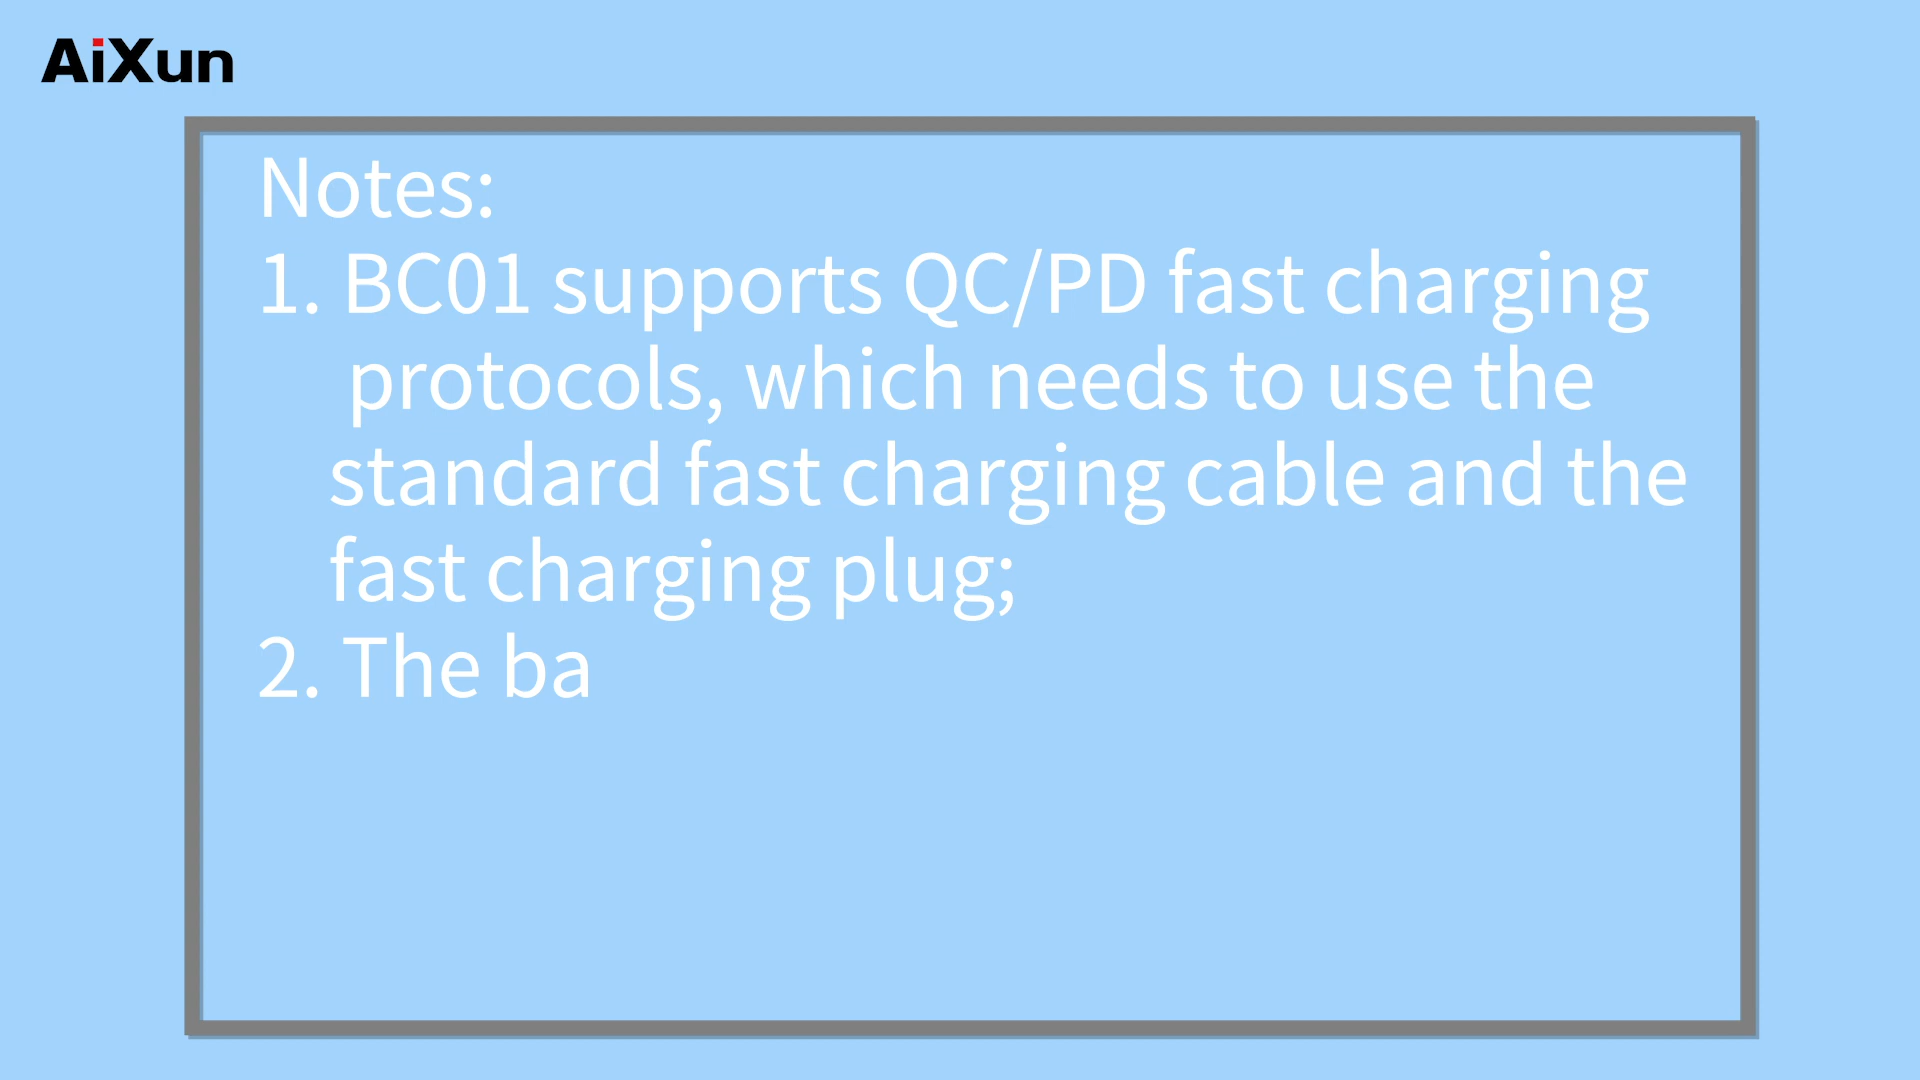 AiXun
Notes:
1. BC01 supports QC/PD fast charging
protocols, which needs to use the
standard fast charging cable and the
fast charging plug;
2. The ba